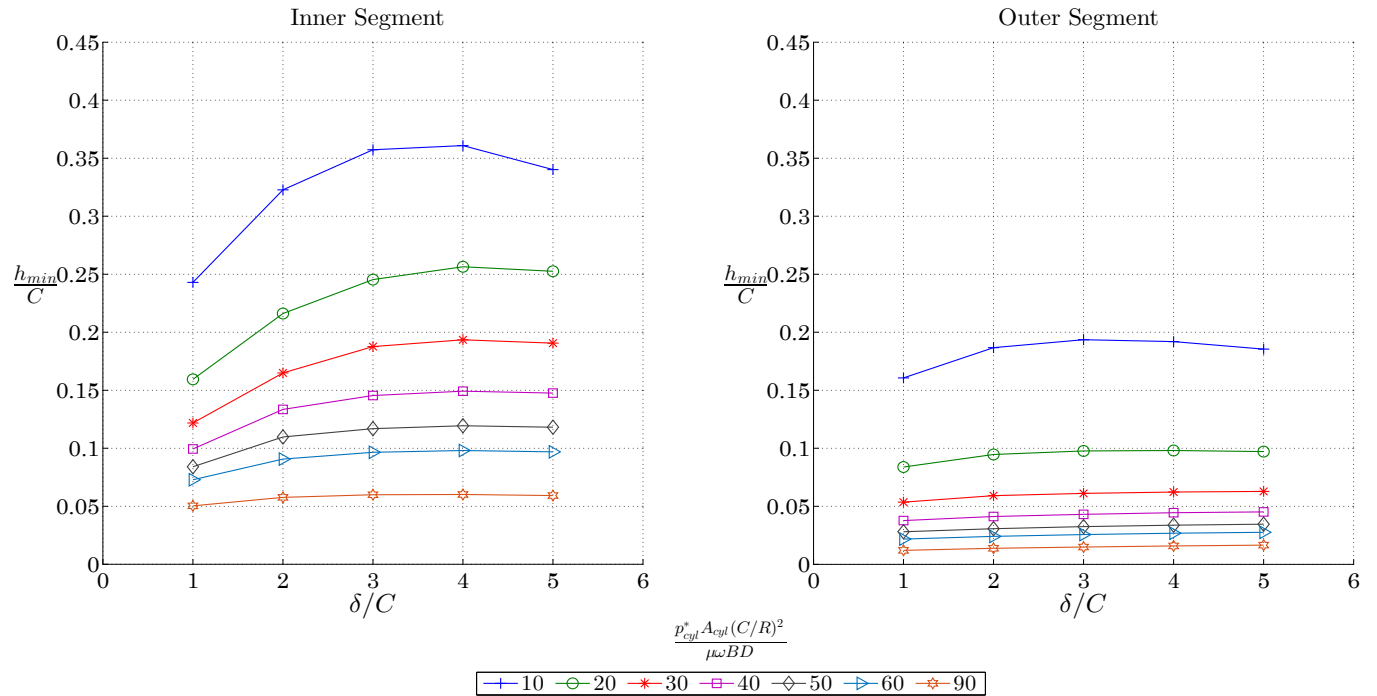 Inner Segment
0.45
0.4
0.35
0.3
0.25
0.2
0.15
0.1
0.05
0
h_min/C
0 1 2 3 4 5 6
δ/C
Outer Segment
0.45
0.4
0.35
0.3
0.25
0.2
0.15
0.1
0.05
0
h_min/C
0 1 2 3 4 5 6
δ/C
p*_cyl A_cyl (C/R)²
μωBD
10 20 30 40 50 60 90